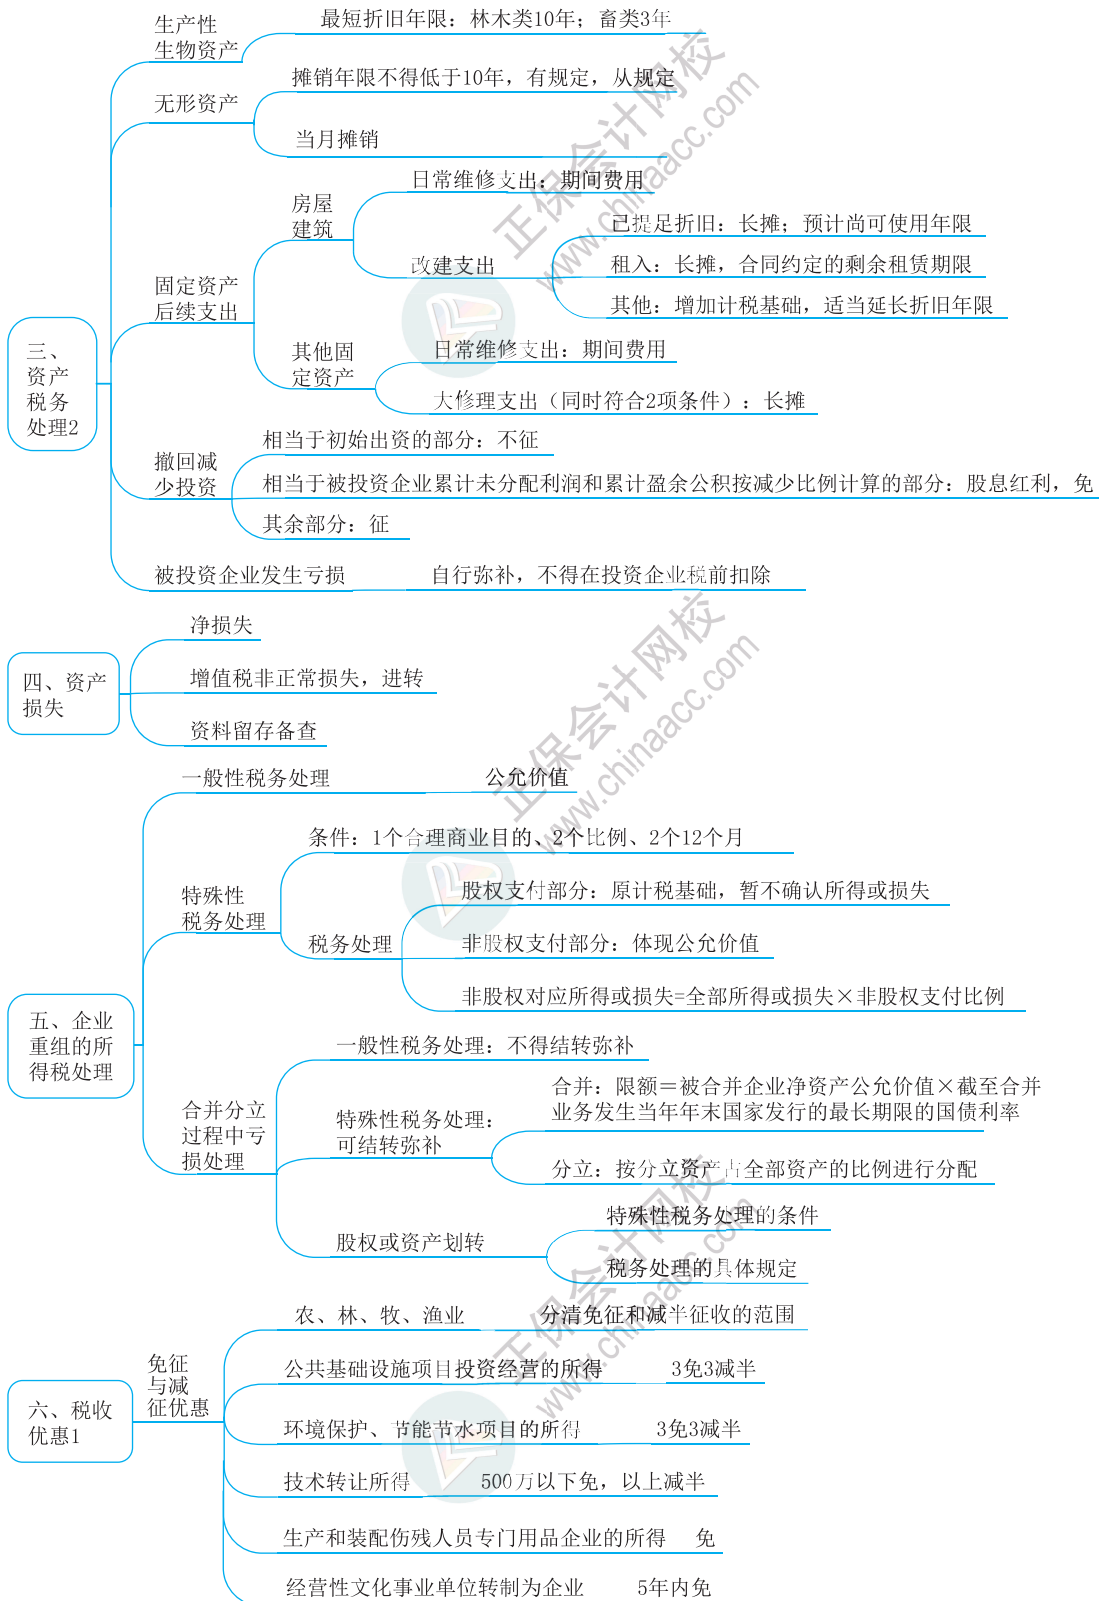 生产性
生物资产
最短折旧年限：林木类10年；畜类3年
无形资产
摊销年限不得低于10年，有规定，从规定
当月摊销
三、
资产
税务
处理2
固定资产
后续支出
房屋
建筑
日常维修支出：期间费用
改建支出
已提足折旧：长摊；预计尚可使用年限
租入：长摊，合同约定的剩余租赁期限
其他：增加计税基础，适当延长折旧年限
其他固
定资产
日常维修支出：期间费用
大修理支出（同时符合2项条件）：长摊
撤回减
少投资
相当于初始出资的部分：不征
相当于被投资企业累计未分配利润和累计盈余公积按减少比例计算的部分：股息红利，免
其余部分：征
被投资企业发生亏损
自行弥补，不得在投资企业税前扣除
四、资产
损失
净损失
增值税非正常损失，进转
资料留存备查
五、企业
重组的所
得税处理
一般性税务处理
公允价值
特殊性
税务处理
条件：1个合理商业目的、2个比例、2个12个月
税务处理
股权支付部分：原计税基础，暂不确认所得或损失
非股权支付部分：体现公允价值
非股权对应所得或损失=全部所得或损失×非股权支付比例
合并分立
过程中亏
损处理
一般性税务处理：不得结转弥补
特殊性税务处理：
可结转弥补
合并：限额＝被合并企业净资产公允价值×截至合并
业务发生当年年末国家发行的最长期限的国债利率
分立：按分立资产占全部资产的比例进行分配
股权或资产划转
特殊性税务处理的条件
税务处理的具体规定
六、税收
优惠1
免征
与减
征优惠
农、林、牧、渔业
分清免征和减半征收的范围
公共基础设施项目投资经营的所得
3免3减半
环境保护、节能节水项目的所得
3免3减半
技术转让所得
500万以下免，以上减半
生产和装配伤残人员专门用品企业的所得
免
经营性文化事业单位转制为企业
5年内免
正保会计网校
www.chinaacc.com
正保会计网校
www.chinaacc.com
正保会计网校
www.chinaacc.com